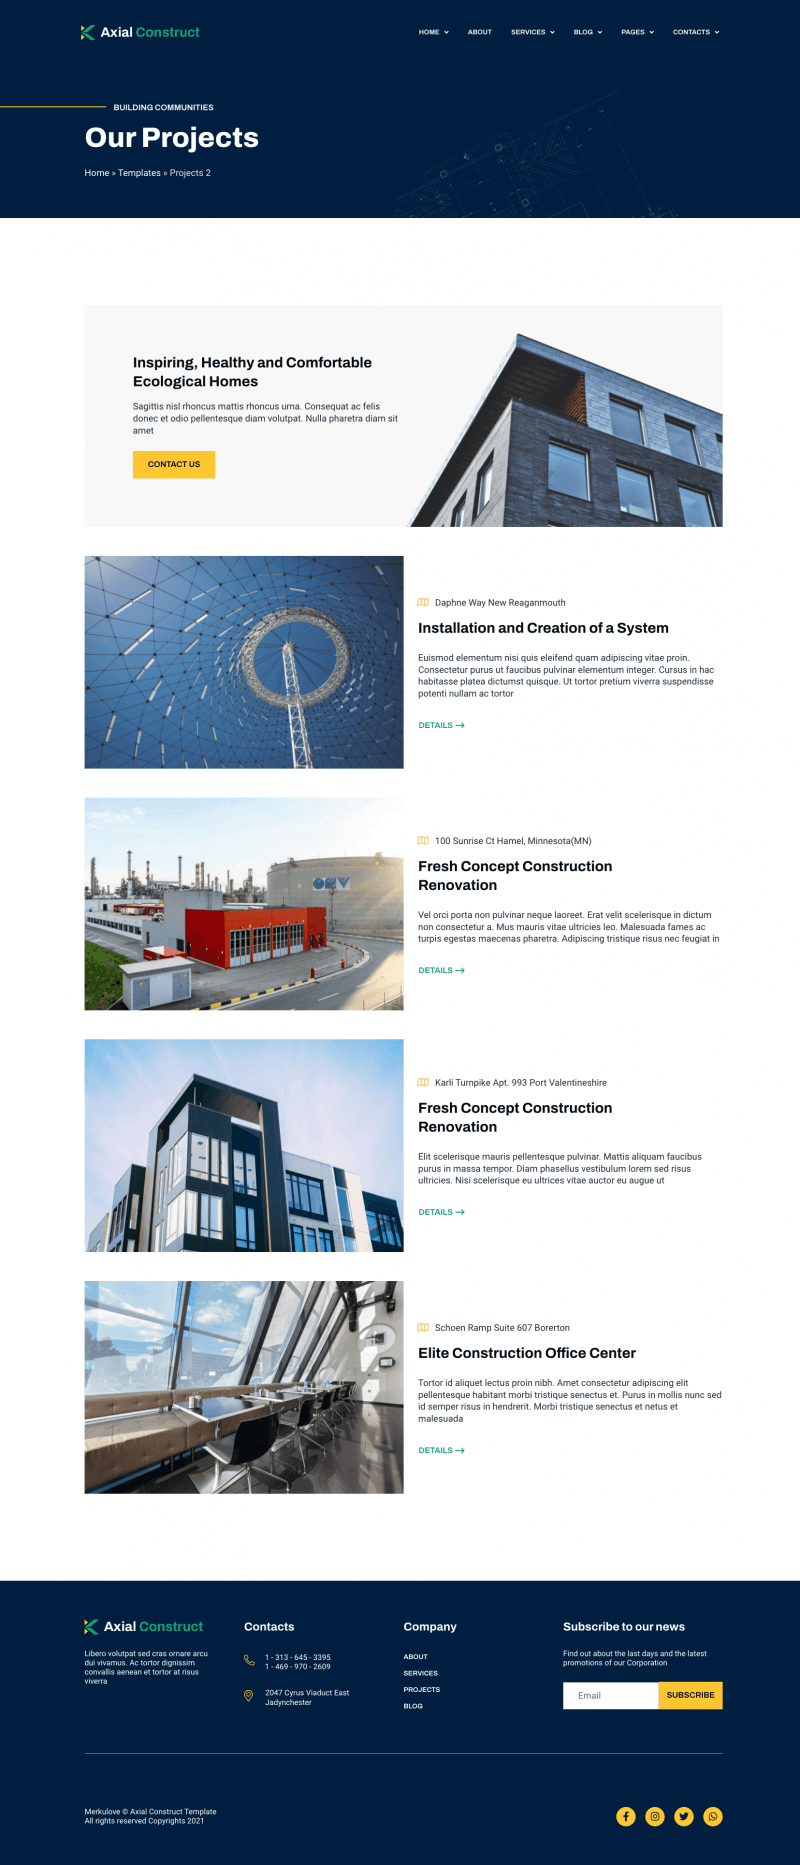 Axial Construct
HOME
ABOUT
SERVICES
BLOG
PAGES
CONTACTS
BUILDING COMMUNITIES
Our Projects
Home » Templates » Projects 2
Inspiring, Healthy and Comfortable
Ecological Homes
Sagittis nisl rhoncus mattis rhoncus urna. Consequat ac felis
donec et odio pellentesque diam volutpat. Nulla pharetra diam sit
amet
CONTACT US
Daphne Way New Reaganmouth
Installation and Creation of a System
Euismod elementum nisi quis eleifend quam adipiscing vitae proin.
Consectetur purus ut faucibus pulvinar elementum integer. Cursus in hac
habitasse platea dictumst quisque. Ut tortor pretium viverra suspendisse
potenti nullam ac tortor
DETAILS
OMV
100 Sunrise Ct Hamel, Minnesota(MN)
Fresh Concept Construction
Renovation
Vel orci porta non pulvinar neque laoreet. Erat velit scelerisque in dictum
non consectetur a. Mus mauris vitae ultricies leo. Malesuada fames ac
turpis egestas maecenas pharetra. Adipiscing tristique risus nec feugiat in
DETAILS
Karli Turnpike Apt. 993 Port Valentineshire
Fresh Concept Construction
Renovation
Elit scelerisque mauris pellentesque pulvinar. Mattis aliquam faucibus
purus in massa tempor. Diam phasellus vestibulum lorem sed risus
ultricies. Nisi scelerisque eu ultrices vitae auctor eu augue ut
DETAILS
?
Schoen Ramp Suite 607 Borerton
Elite Construction Office Center
Tortor id aliquet lectus proin nibh. Amet consectetur adipiscing elit
pellentesque habitant morbi tristique senectus et. Purus in mollis nunc sed
id semper risus in hendrerit. Morbi tristique senectus et netus et
malesuada
DETAILS
Axial Construct
Libero volutpat sed cras ornare arcu
dui vivamus. Ac tortor dignissim
convallis aenean et tortor at risus
viverra
Contacts
1 - 313 - 645 - 3395
1 - 469 - 970 - 2609
2047 Cyrus Viaduct East
Jadynchester
Company
ABOUT
SERVICES
PROJECTS
BLOG
Subscribe to our news
Find out about the last days and the latest
promotions of our Corporation
Email
SUBSCRIBE
Merkulove © Axial Construct Template
All rights reserved Copyrights 2021